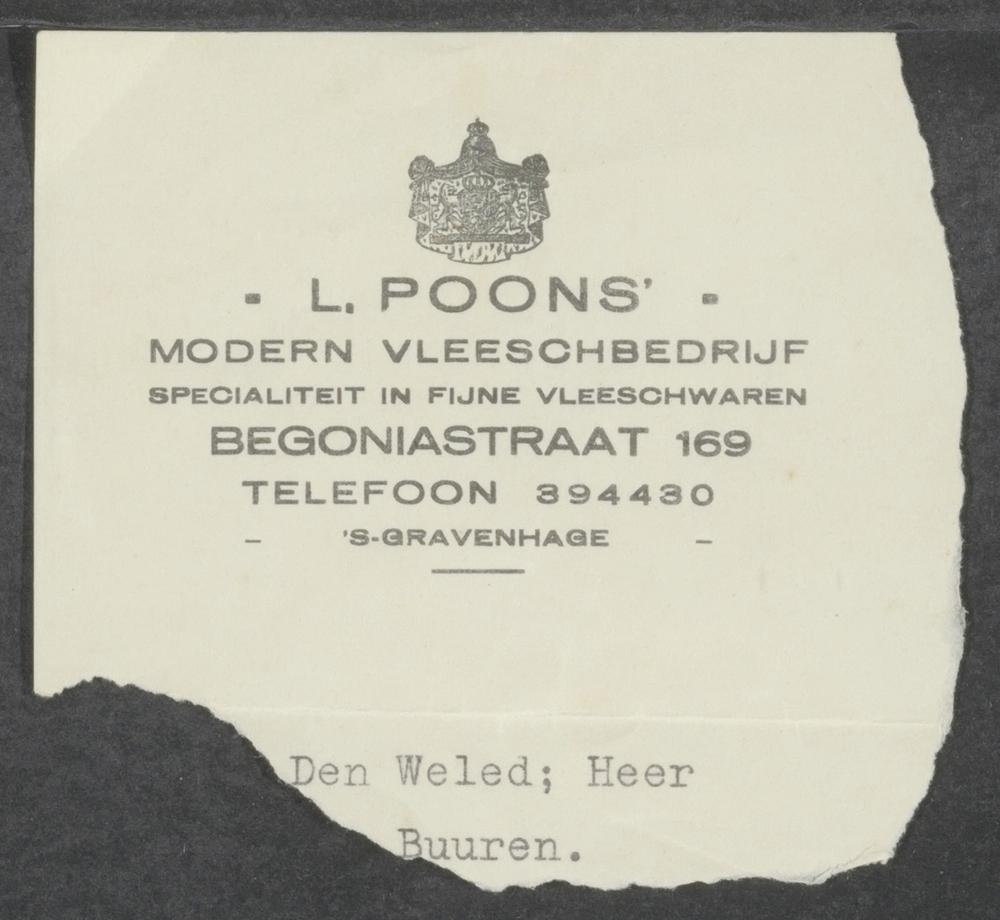 - L. POONS' -
MODERN VLEESCHBEDRIJF
SPECIALITEIT IN FIJNE VLEESCHWAREN
BEGONIASTRAAT 169
TELEFOON 394430
- 'S-GRAVENHAGE -
Den Weled; Heer
Buuren.